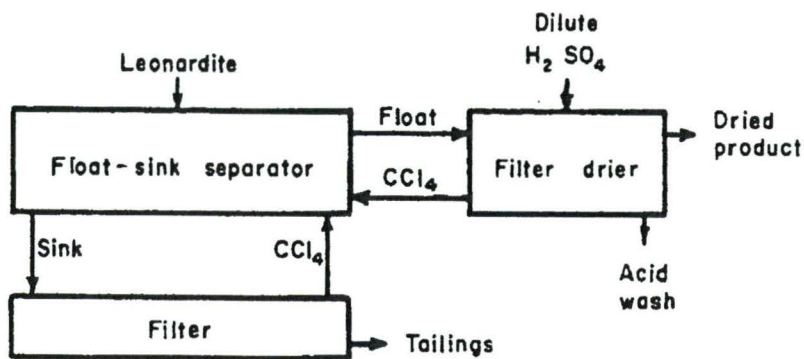 Dilute
H₂ SO₄
Leonardite
Float
Dried
product
Float-sink separator
Filter drier
CCl₄
Sink
CCl₄
Acid
wash
Filter
Tailings